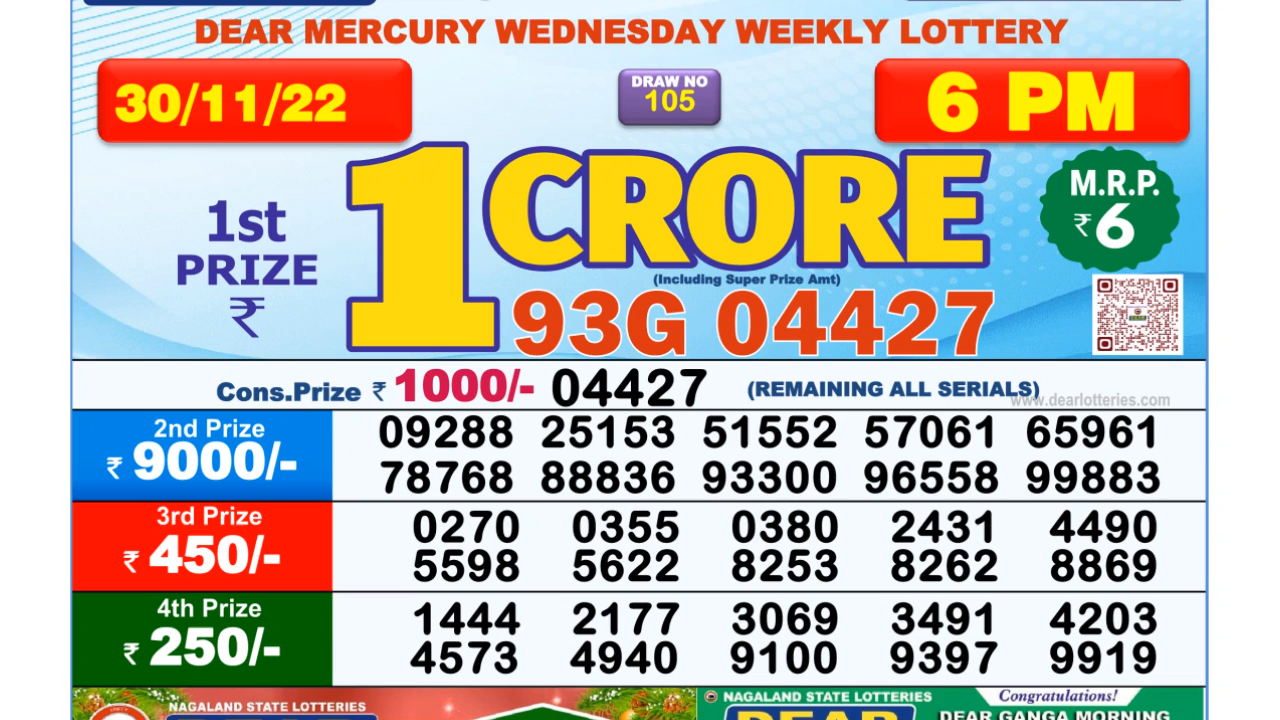 DEAR MERCURY WEDNESDAY WEEKLY LOTTERY
30/11/22
DRAW NO
105
6 PM
1st
PRIZE
₹
1 CRORE
(Including Super Prize Amt)
93G 04427
M.R.P.
₹6
Cons.Prize ₹ 1000/- 04427 (REMAINING ALL SERIALS)
www.dearlotteries.com
2nd Prize
₹ 9000/-
09288 25153 51552 57061 65961
78768 88836 93300 96558 99883
3rd Prize
₹ 450/-
0270 0355 0380 2431 4490
5598 5622 8253 8262 8869
4th Prize
₹ 250/-
1444 2177 3069 3491 4203
4573 4940 9100 9397 9919
NAGALAND STATE LOTTERIES
NAGALAND STATE LOTTERIES
DEAR
Congratulations!
DEAR GANGA MORNING